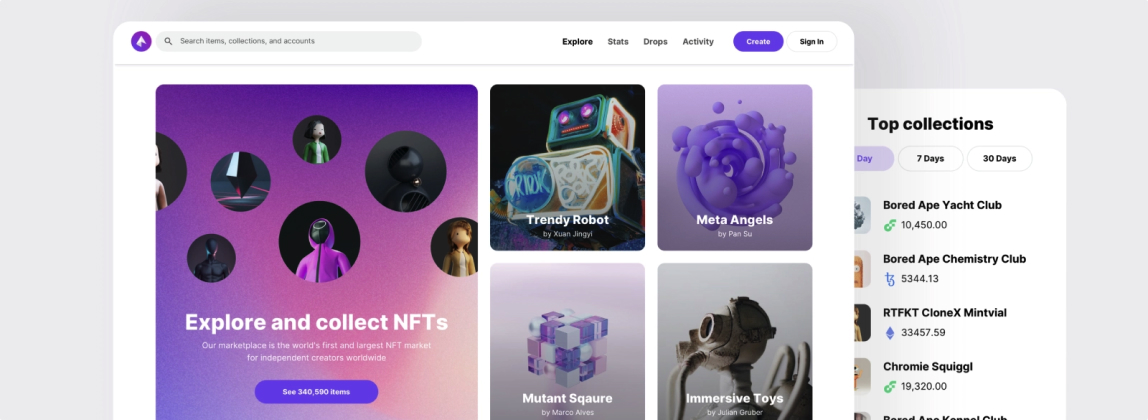 Search items, collections, and accounts
Explore
Stats
Drops
Activity
Create
Sign In
Explore and collect NFTs
Our marketplace is the world's first and largest NFT market
for independent creators worldwide
See 340,590 items
Trendy Robot
by Xuan Jingyi
Meta Angels
by Pan Su
Mutant Sqaure
by Marco Alves
Immersive Toys
by Julian Gruber
Top collections
Day
7 Days
30 Days
Bored Ape Yacht Club
10,450.00
Bored Ape Chemistry Club
5344.13
RTFKT CloneX Mintvial
33457.59
Chromie Squiggl
19,320.00
Bored Ape Kennel Club